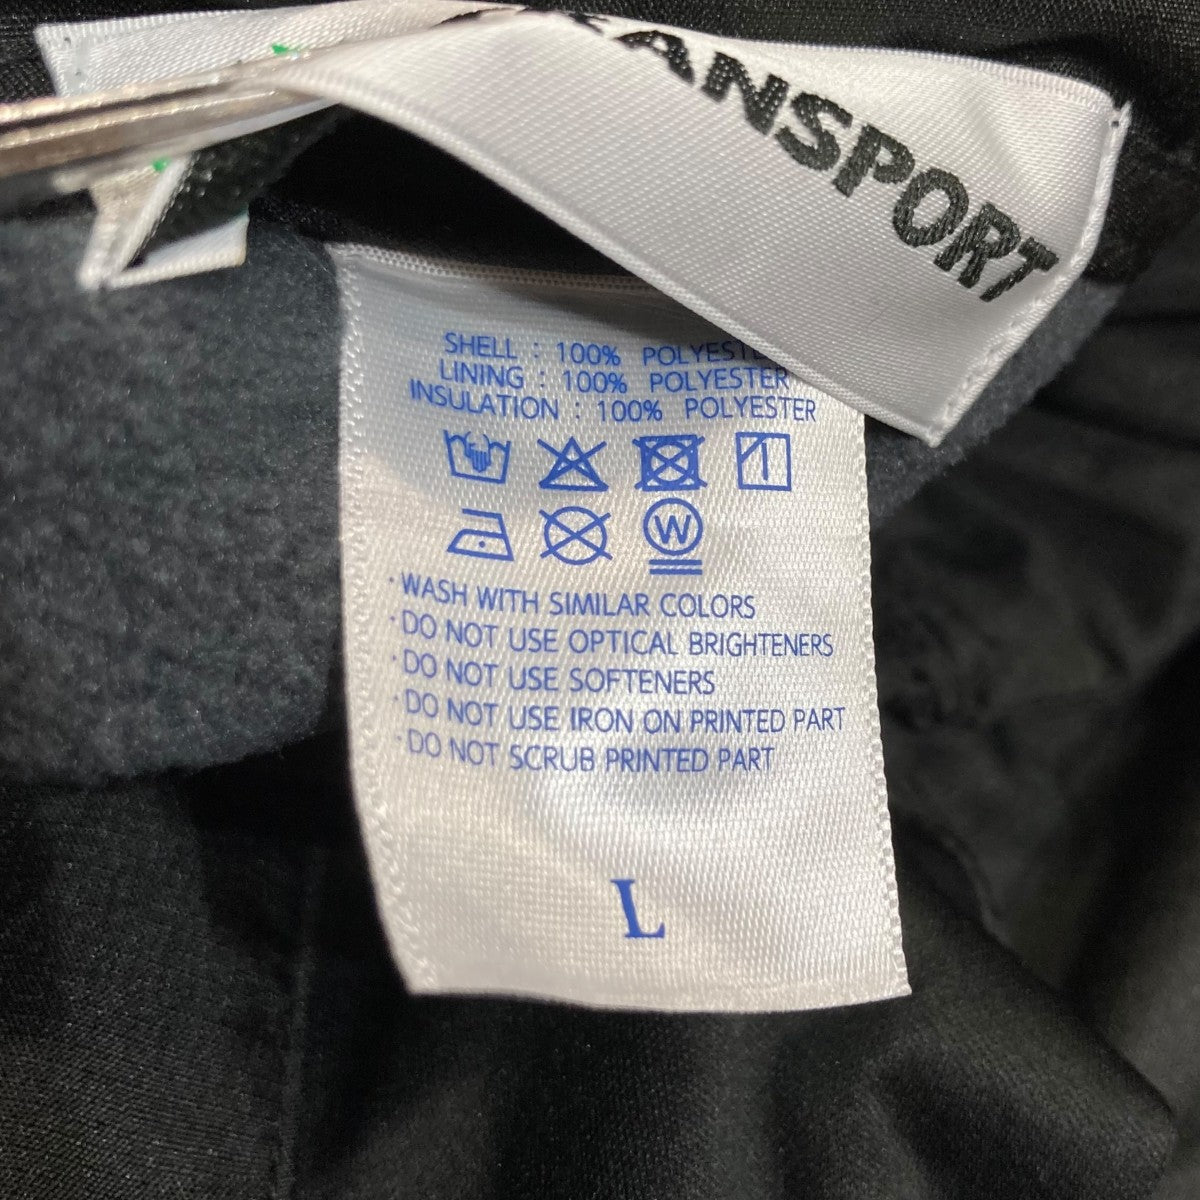 SHELL : 100% POLYESTER
LINING : 100% POLYESTER
INSULATION : 100% POLYESTER
W
· WASH WITH SIMILAR COLORS
· DO NOT USE OPTICAL BRIGHTENERS
· DO NOT USE SOFTENERS
· DO NOT USE IRON ON PRINTED PART
· DO NOT SCRUB PRINTED PART
L